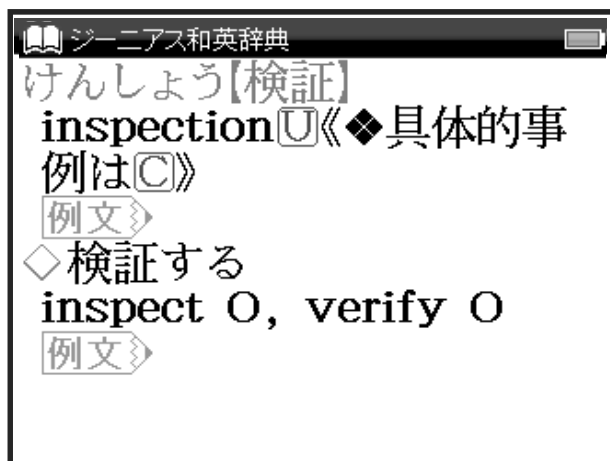 ジーニアス和英辞典
けんしょう【検証】
inspection🅄《◆具体的事
例は🄲》
例文
◇検証する
inspect O, verify O
例文